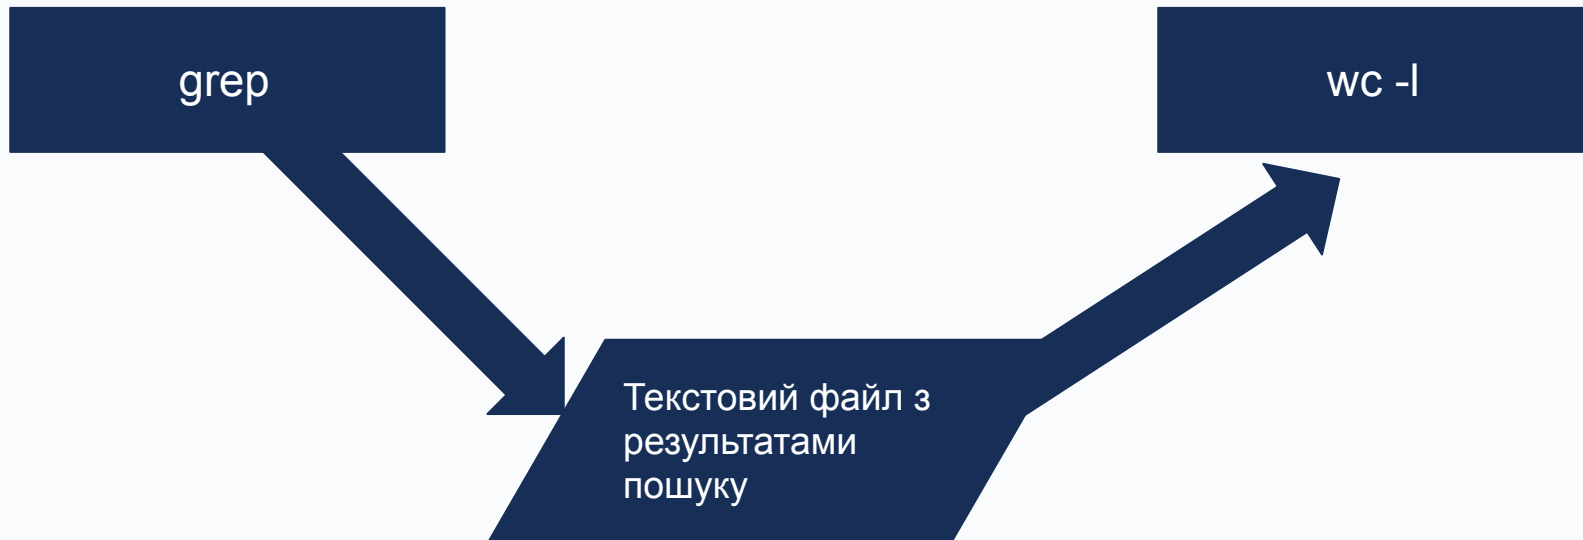 grep
wc -l
Текстовий файл з
результатами
пошуку